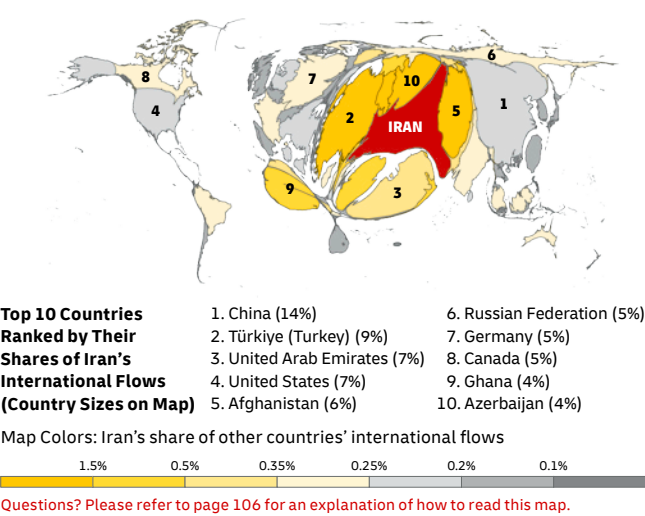 6
8
7
10
4
2
5
1
IRAN
9
3
Top 10 Countries
Ranked by Their
Shares of Iran's
International Flows
(Country Sizes on Map)
1. China (14%)
2. Türkiye (Turkey) (9%)
3. United Arab Emirates (7%)
4. United States (7%)
5. Afghanistan (6%)
6. Russian Federation (5%)
7. Germany (5%)
8. Canada (5%)
9. Ghana (4%)
10. Azerbaijan (4%)
Map Colors: Iran's share of other countries' international flows
1.5% 0.5% 0.35% 0.25% 0.2% 0.1%
Questions? Please refer to page 106 for an explanation of how to read this map.